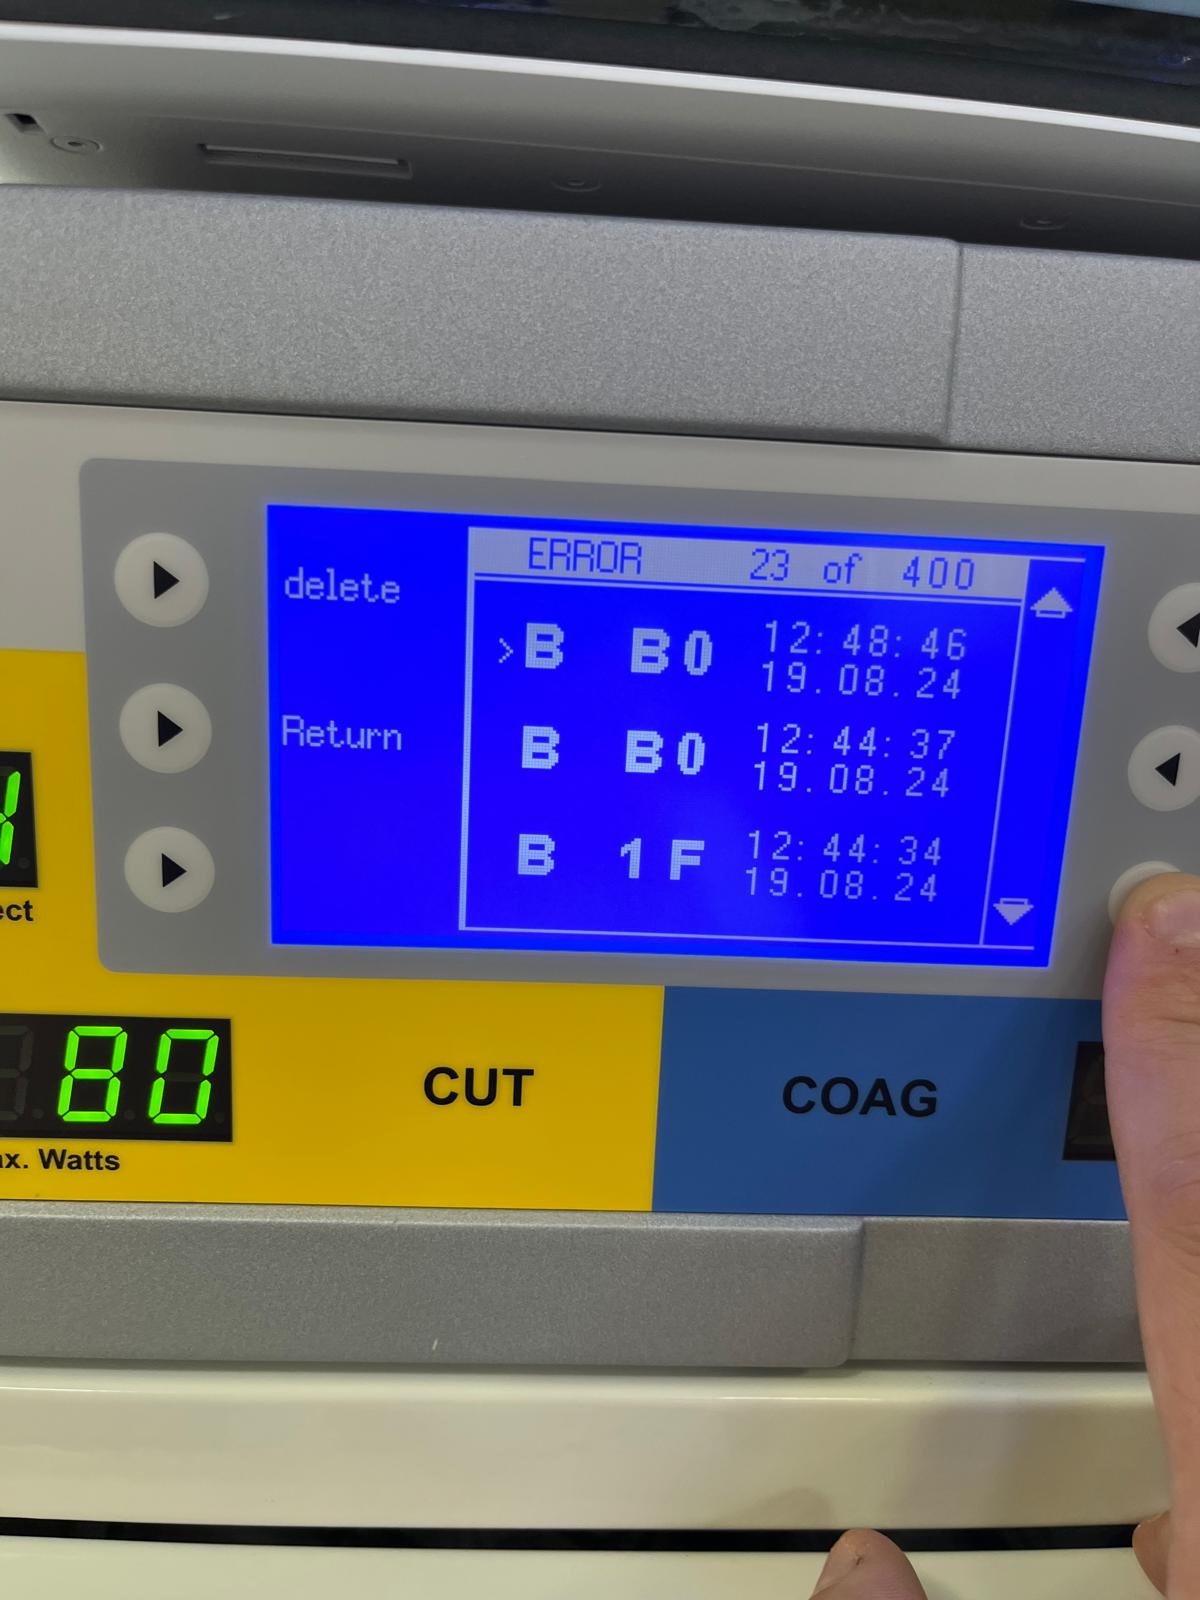 delete
Return
ERROR 23 of 400
>B B0 12:48:46
19.08.24
B B0 12:44:37
19.08.24
B 1F 12:44:34
19.08.24
80
CUT
COAG
Watts